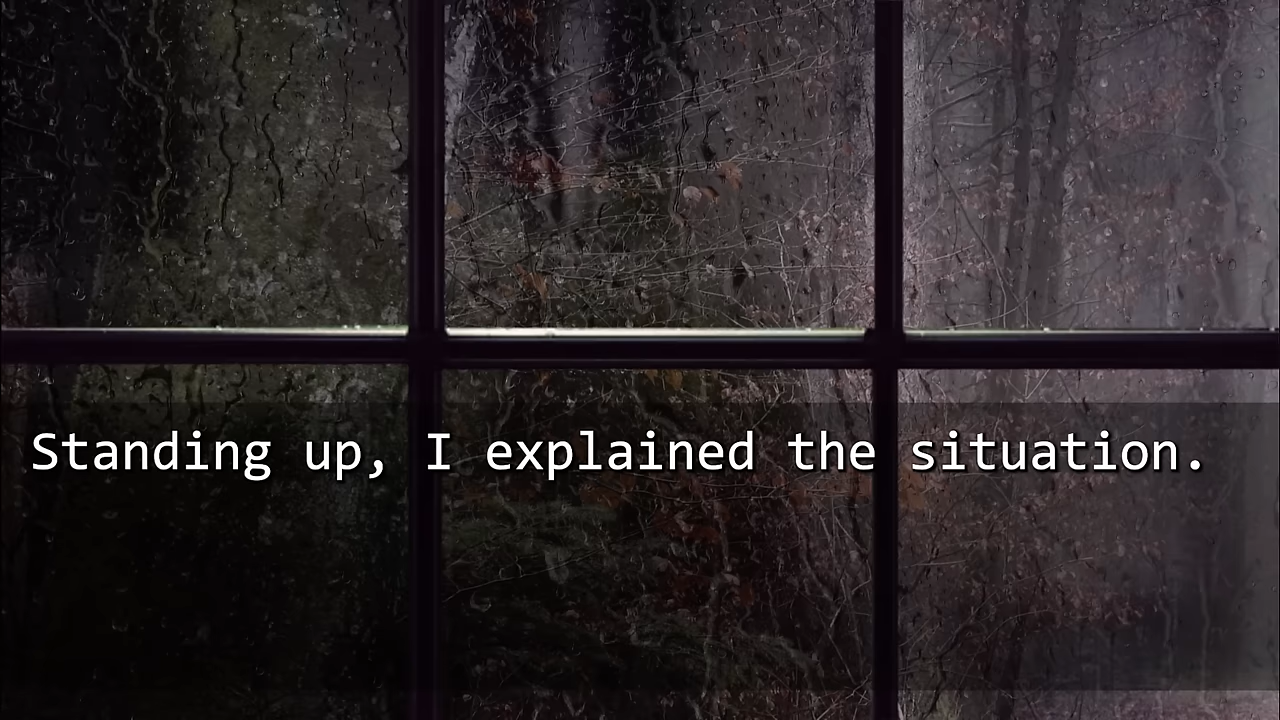 Standing up, I explained the situation.